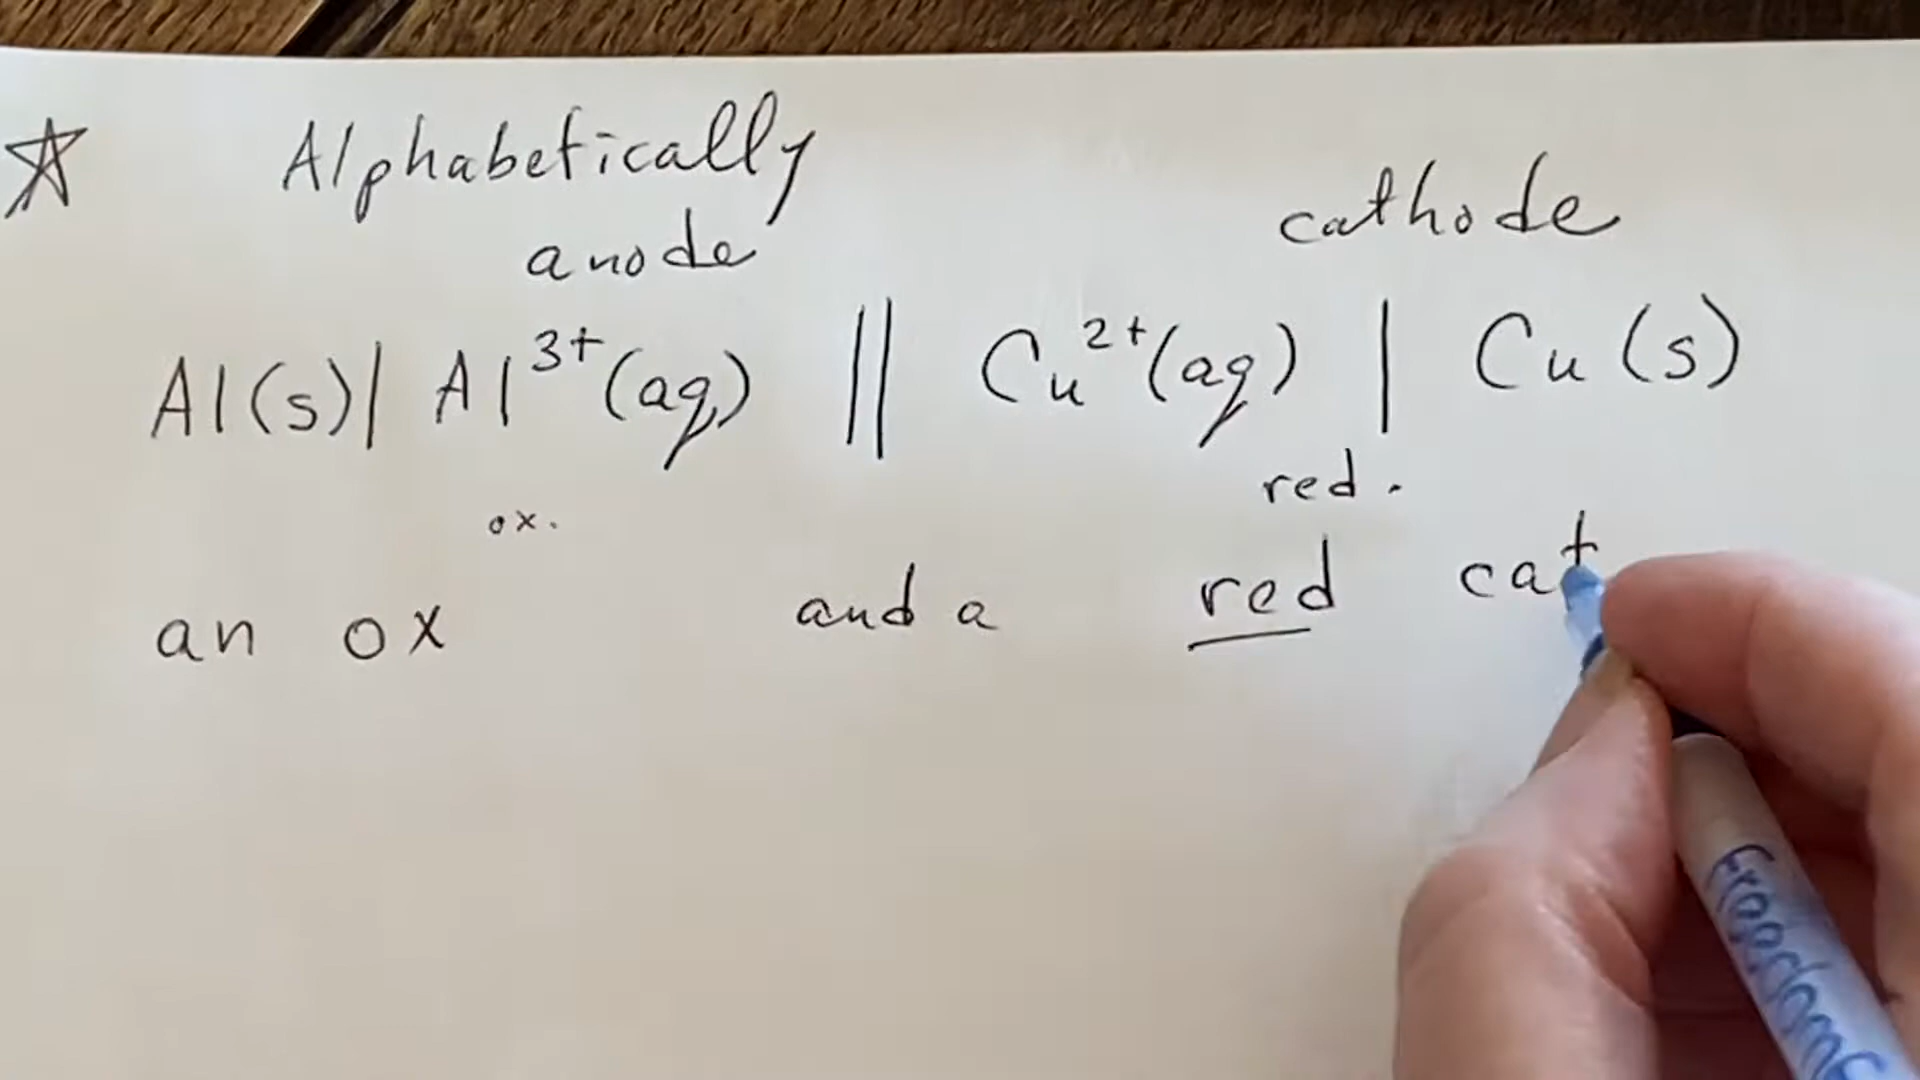 ☆ Alphabetically
anode cathode
Al(s)| Al³⁺(aq) || Cu²⁺(aq) | Cu(s)
ox. red.
an ox and a red cat